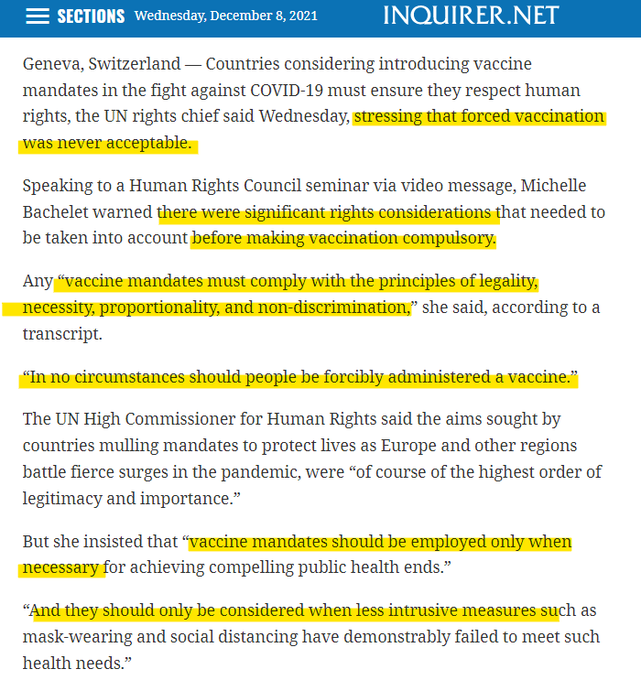 SECTIONS Wednesday, December 8, 2021 INQUIRER.NET
Geneva, Switzerland — Countries considering introducing vaccine
mandates in the fight against COVID-19 must ensure they respect human
rights, the UN rights chief said Wednesday, stressing that forced vaccination
was never acceptable.
Speaking to a Human Rights Council seminar via video message, Michelle
Bachelet warned there were significant rights considerations that needed to
be taken into account before making vaccination compulsory.
Any “vaccine mandates must comply with the principles of legality,
necessity, proportionality, and non-discrimination,” she said, according to a
transcript.
“In no circumstances should people be forcibly administered a vaccine.”
The UN High Commissioner for Human Rights said the aims sought by
countries mulling mandates to protect lives as Europe and other regions
battle fierce surges in the pandemic, were “of course of the highest order of
legitimacy and importance.”
But she insisted that “vaccine mandates should be employed only when
necessary for achieving compelling public health ends.”
“And they should only be considered when less intrusive measures such as
mask-wearing and social distancing have demonstrably failed to meet such
health needs.”